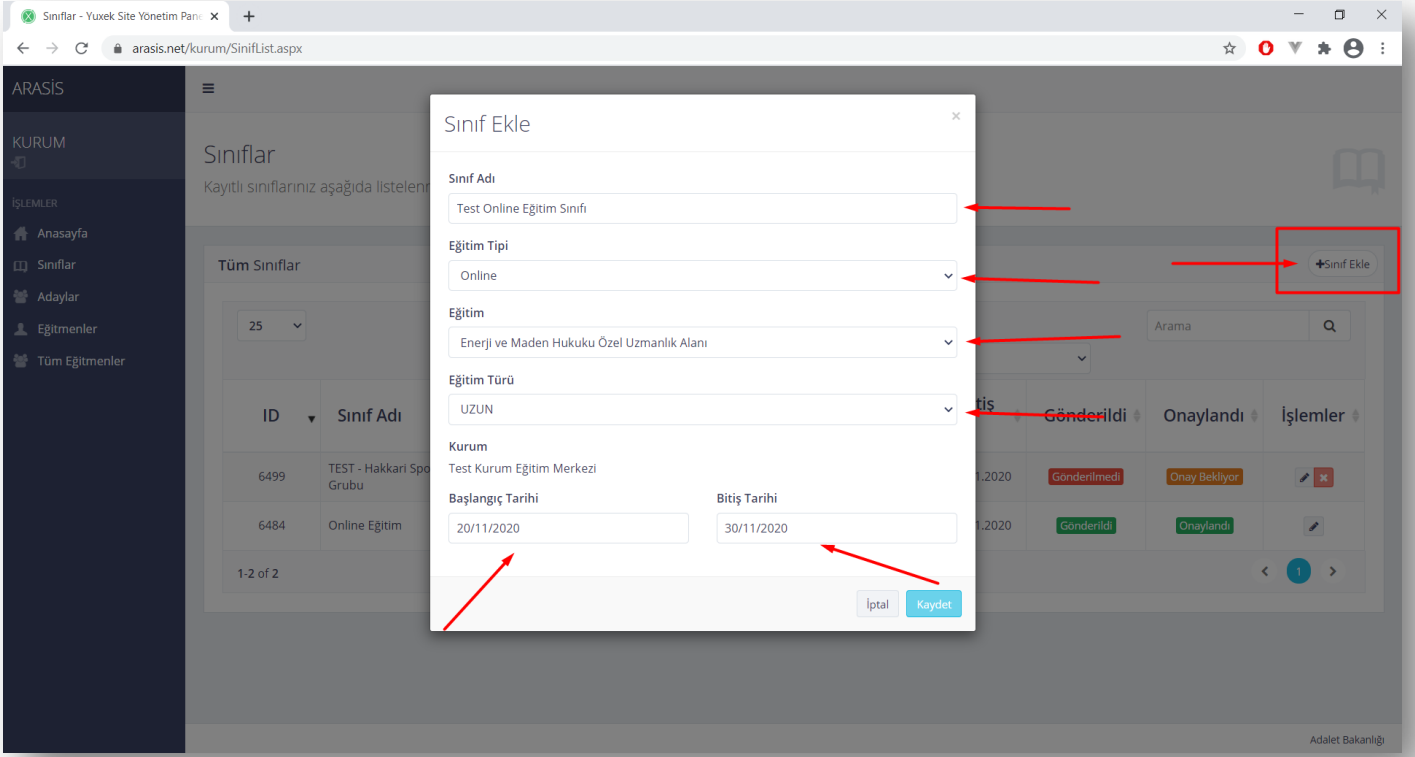 Sınıflar - Yuxek Site Yönetim Pane
arasis.net/kurum/SinifList.aspx
ARASİS
KURUM
İŞLEMLER
Anasayfa
Sınıflar
Adaylar
Eğitmenler
Tüm Eğitmenler
Sınıflar
Kayıtlı sınıflarınız aşağıda
Tüm Sınıflar
+Sınıf Ekle
25
Arama
ID Sınıf Adı Gönderildi Onaylandı İşlemler
6499 TEST - Hakkari
Grubu
.2020 Gönderilmedi Onay Bekliyor
6484 Online Eğitim
.2020 Gönderildi Onaylandı
1-2 of 2
1
Sınıf Ekle
×
Sınıf Adı
Test Online Eğitim Sınıfı
Eğitim Tipi
Online
Eğitim
Enerji ve Maden Hukuku Özel Uzmanlık Alanı
Eğitim Türü
UZUN
Kurum
Test Kurum Eğitim Merkezi
Başlangıç Tarihi Bitiş Tarihi
20/11/2020 30/11/2020
İptal Kaydet
Adalet Bakanlığı